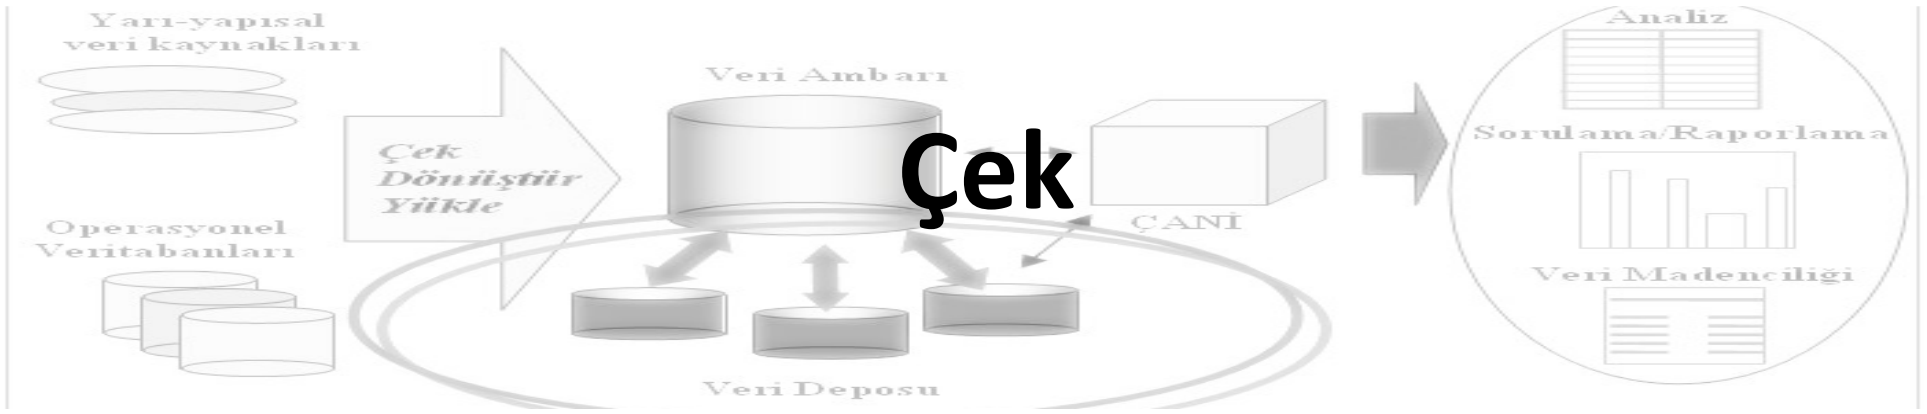 Yarı-yapısal
veri kaynakları
Operasyonel
Veritabanları
Çek
Dönüştür
Yükle
Veri Ambarı
Çek
ÇANİ
Veri Deposu
Analiz
Sorulama/Raporlama
Veri Madenciliği